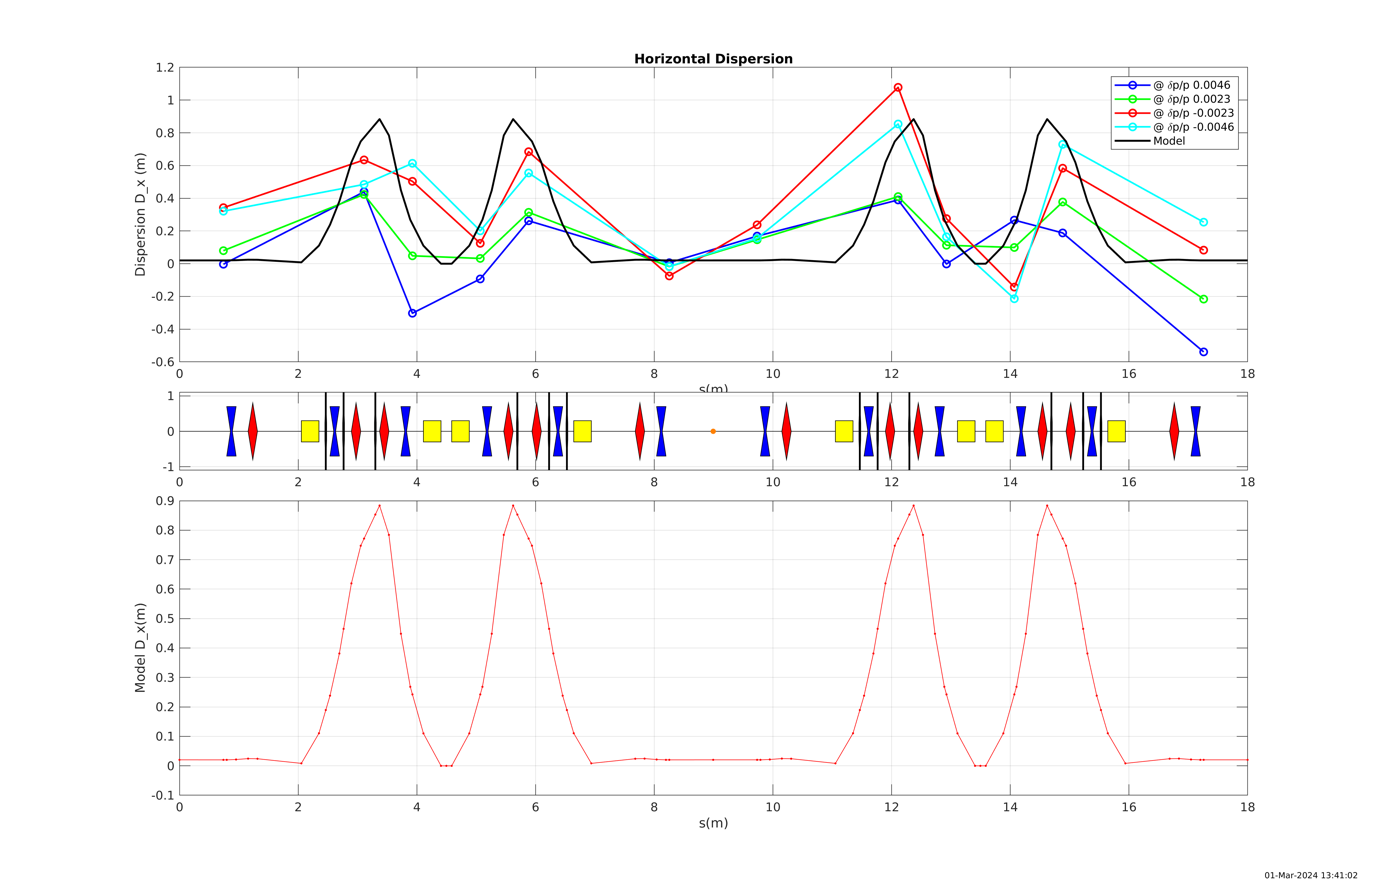 Horizontal Dispersion
Dispersion D_x (m)
1.2
1
0.8
0.6
0.4
0.2
0
-0.2
-0.4
-0.6
@ δp/p 0.0046
@ δp/p 0.0023
@ δp/p -0.0023
@ δp/p -0.0046
Model
0 2 4 6 8 10 12 14 16 18
s(m)
1
0
-1
0 2 4 6 8 10 12 14 16 18
Model D_x(m)
0.9
0.8
0.7
0.6
0.5
0.4
0.3
0.2
0.1
0
-0.1
0 2 4 6 8 10 12 14 16 18
s(m)
01-Mar-2024 13:41:02